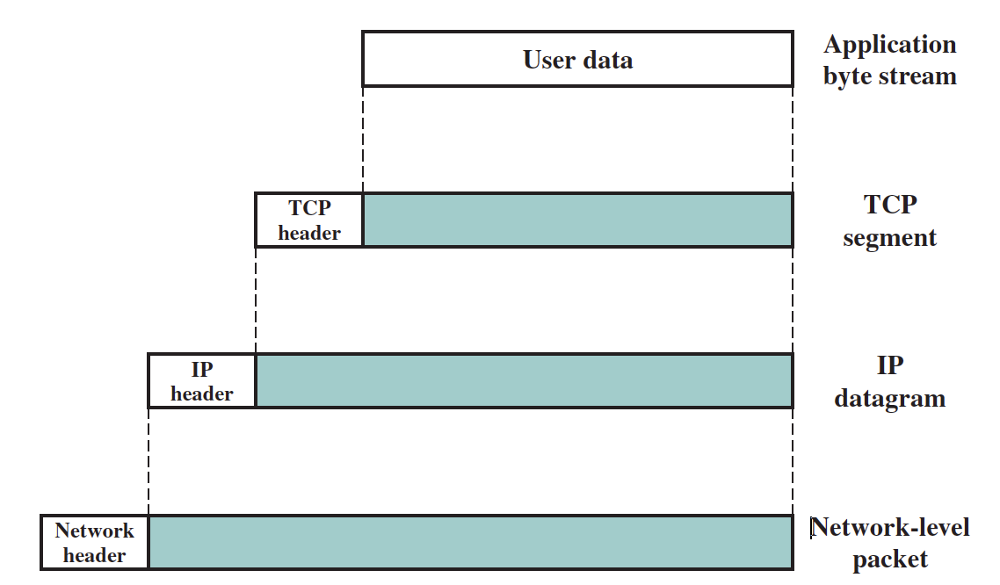 User data
Application
byte stream
TCP
header
TCP
segment
IP
header
IP
datagram
Network
header
Network-level
packet